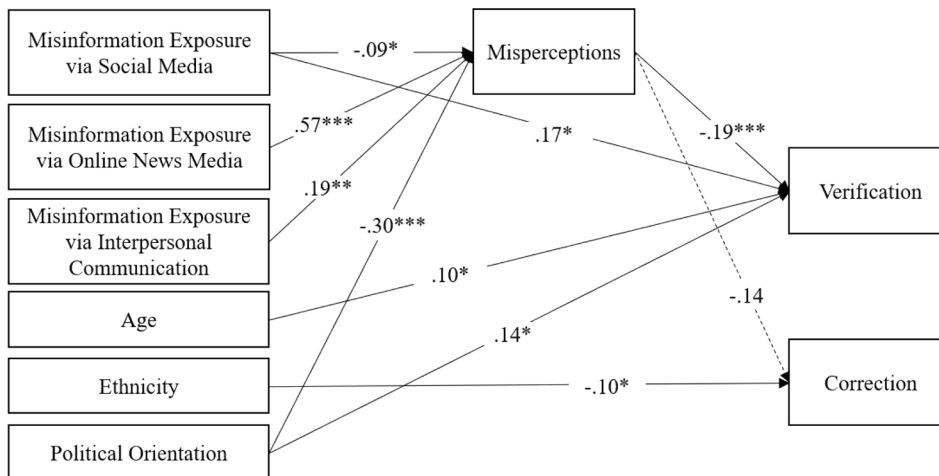 Misinformation Exposure
via Social Media
-.09*
Misperceptions
Misinformation Exposure
via Online News Media
.57***
.17*
-.19***
Verification
Misinformation Exposure
via Interpersonal
Communication
.19**
-.30***
Age
.10*
-.14
.14*
Ethnicity
-.10*
Correction
Political Orientation